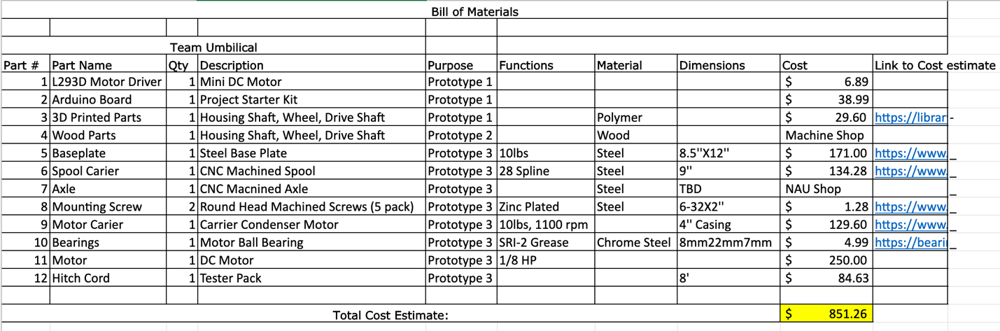 Bill of Materials
Team Umbilical
Part # Part Name Qty Description Purpose Functions Material Dimensions Cost Link to Cost estimate
1 L293D Motor Driver 1 Mini DC Motor Prototype 1 $ 6.89
2 Arduino Board 1 Project Starter Kit Prototype 1 $ 38.99
3 3D Printed Parts 1 Housing Shaft, Wheel, Drive Shaft Prototype 1 Polymer $ 29.60 https://librar -
4 Wood Parts 1 Housing Shaft, Wheel, Drive Shaft Prototype 2 Wood Machine Shop
5 Baseplate 1 Steel Base Plate Prototype 3 10lbs Steel 8.5"X12" $ 171.00 https://www. _
6 Spool Carier 1 CNC Machined Spool Prototype 3 28 Spline Steel 9" $ 134.28 https://www. _
7 Axle 1 CNC Macnined Axle Prototype 3 Steel TBD NAU Shop _
8 Mounting Screw 2 Round Head Machined Screws (5 pack) Prototype 3 Zinc Plated Steel 6-32X2" $ 1.28 https://www. _
9 Motor Carier 1 Carrier Condenser Motor Prototype 3 10lbs, 1100 rpm 4" Casing $ 129.60 https://www. _
10 Bearings 1 Motor Ball Bearing Prototype 3 SRI-2 Grease Chrome Steel 8mm22mm7mm $ 4.99 https://beari _
11 Motor 1 DC Motor Prototype 3 1/8 HP $ 250.00
12 Hitch Cord 1 Tester Pack Prototype 3 8' $ 84.63
Total Cost Estimate: $ 851.26